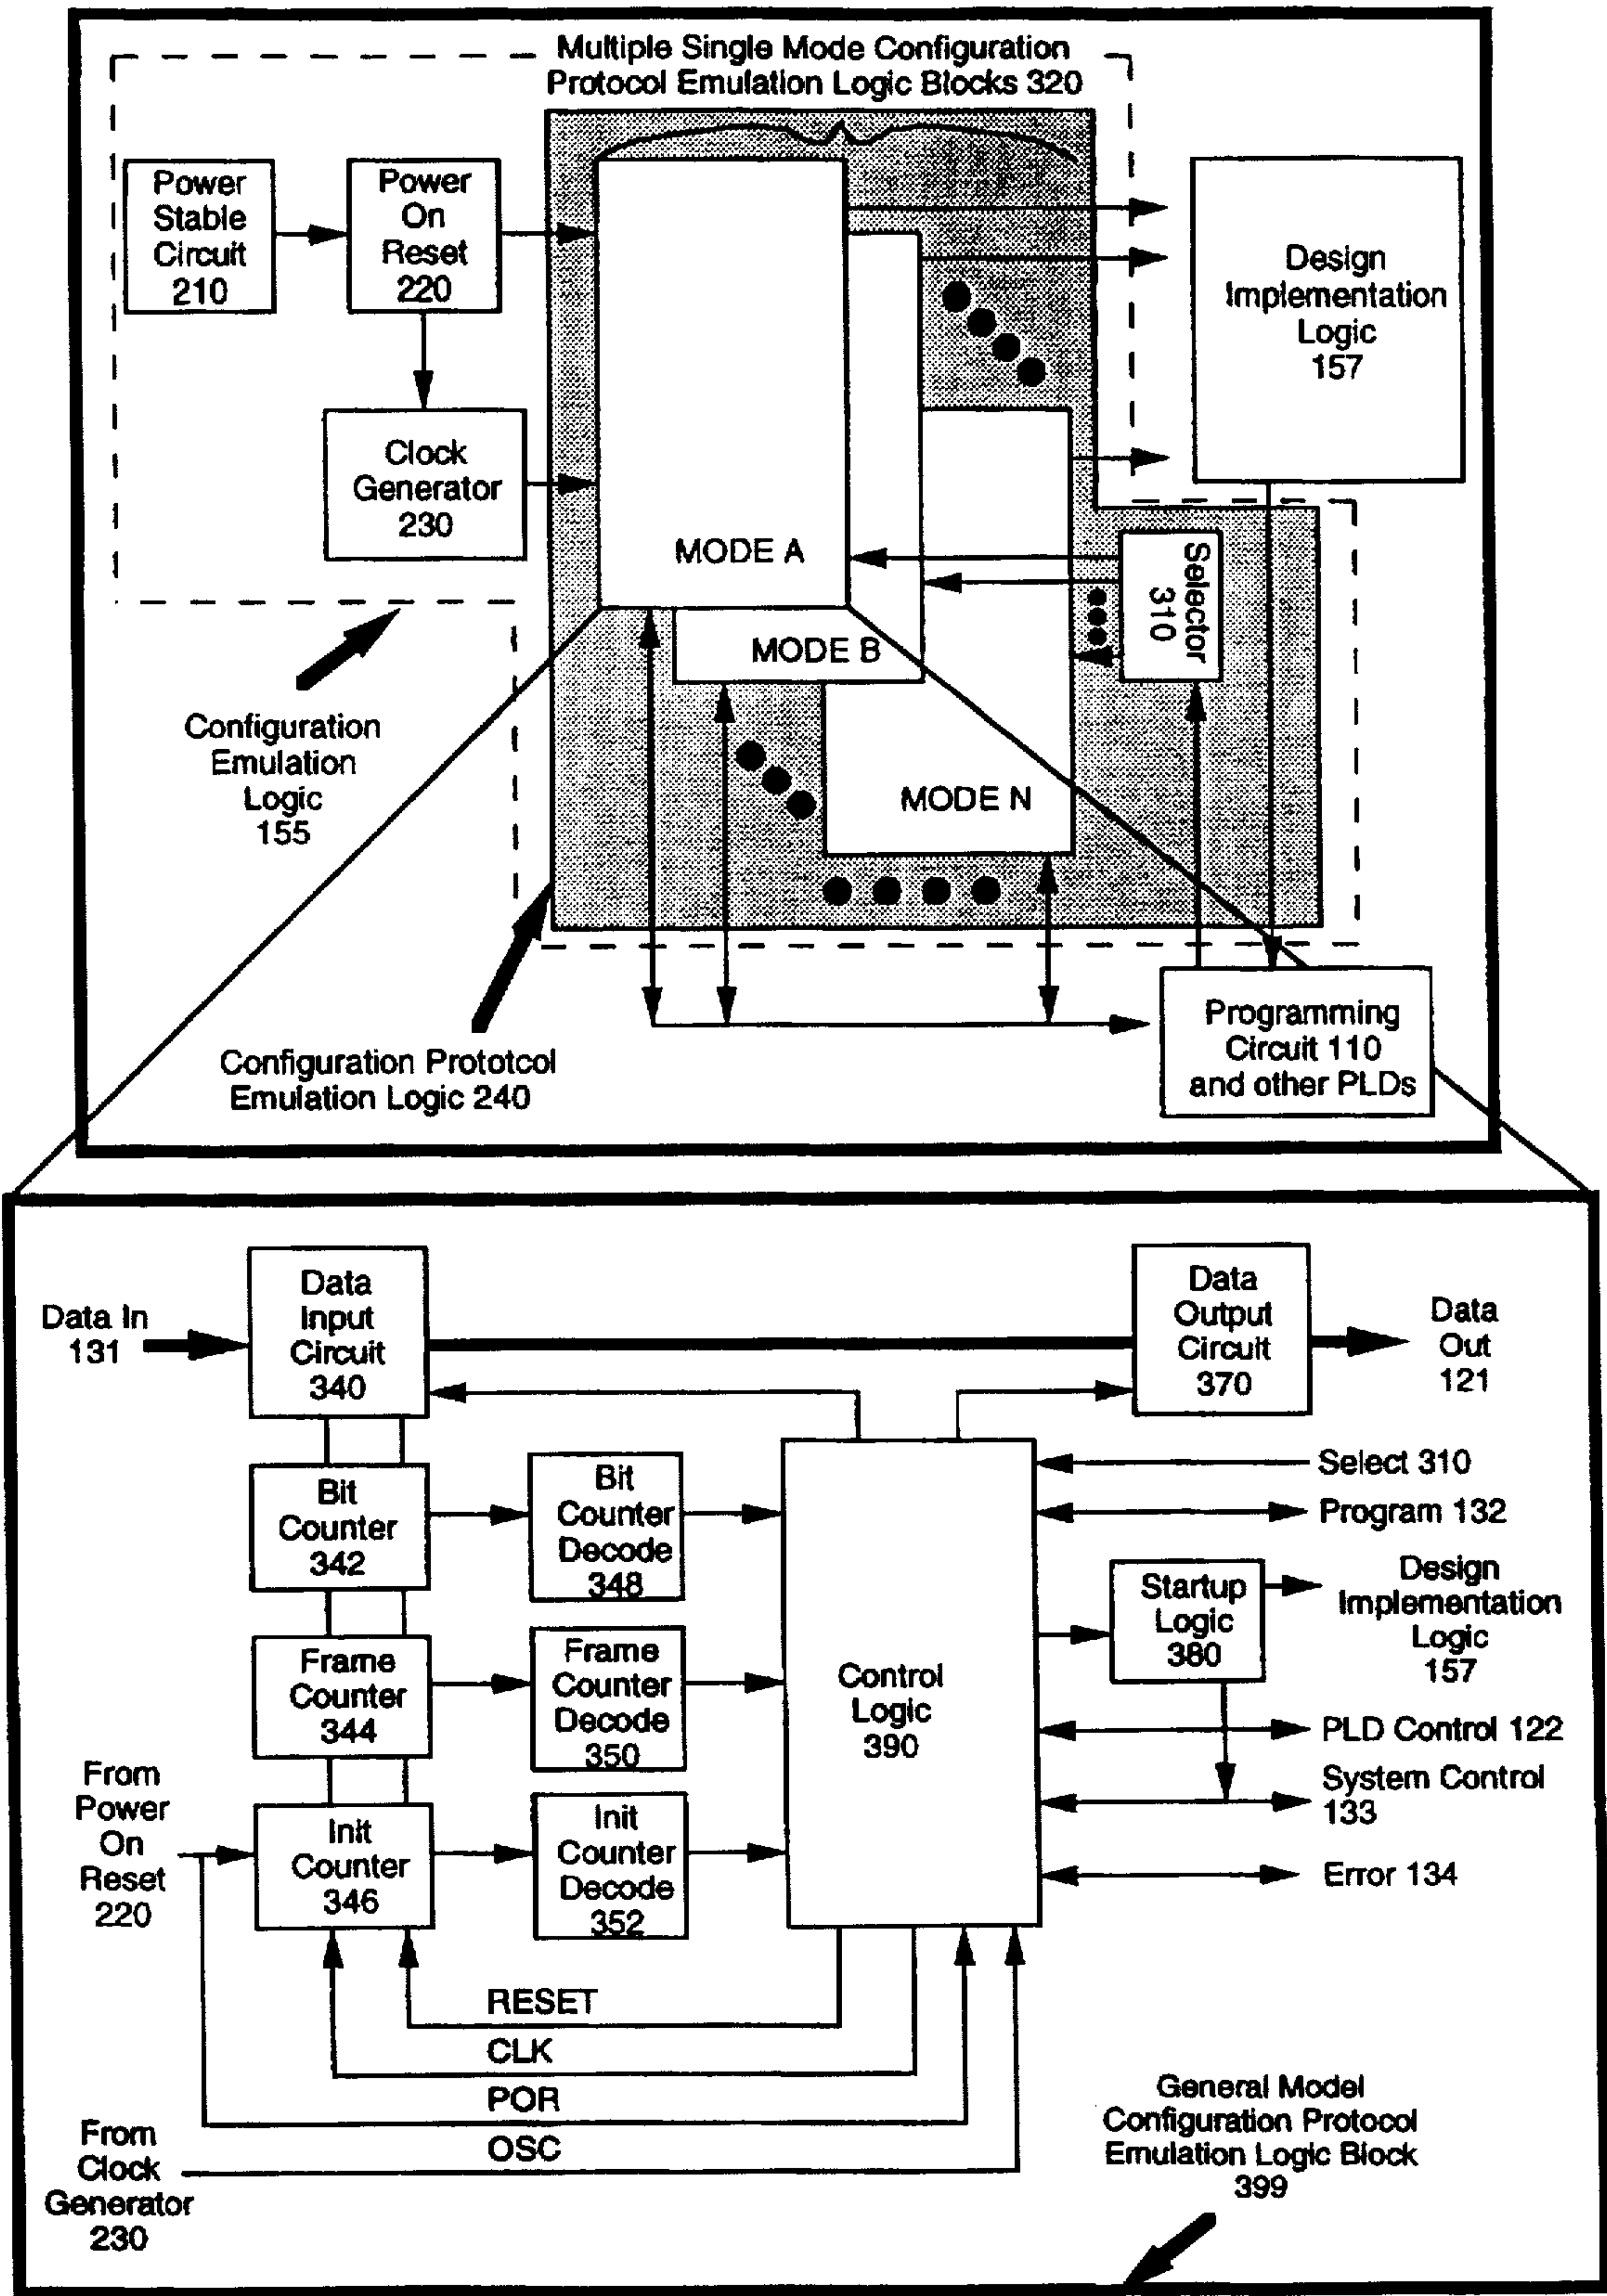 Multiple Single Mode Configuration
Protocol Emulation Logic Blocks 320
Power
Stable
Circuit
210
Power
On
Reset
220
Design
Implementation
Logic
157
Clock
Generator
230
MODE A
Selector
310
MODE B
Configuration
Emulation
Logic
155
MODE N
Configuration Prototcol
Emulation Logic 240
Programming
Circuit 110
and other PLDs
Data In
131
Data
Input
Circuit
340
Data
Output
Circuit
370
Data
Out
121
Bit
Counter
342
Bit
Counter
Decode
348
Select 310
Program 132
Startup
Logic
380
Design
Implementation
Logic
157
Frame
Counter
344
Frame
Counter
Decode
350
Control
Logic
390
PLD Control 122
System Control
133
From
Power
On
Reset
220
Init
Counter
346
Init
Counter
Decode
352
Error 134
RESET
CLK
POR
OSC
From
Clock
Generator
230
General Model
Configuration Protocol
Emulation Logic Block
399